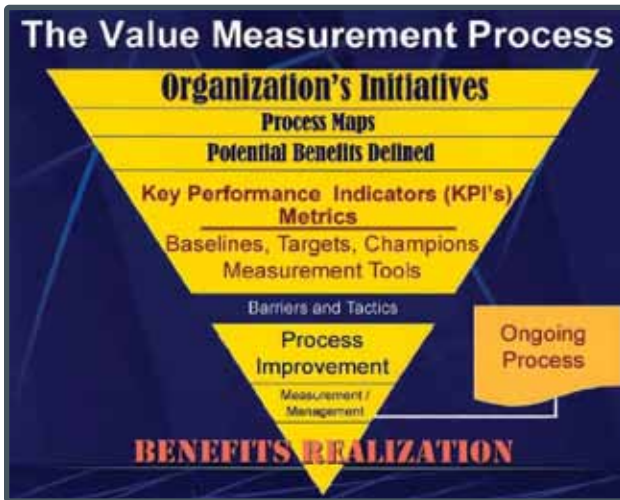 The Value Measurement Process
Organization's Initiatives
Process Maps
Potential Benefits Defined
Key Performance Indicators (KPI's)
Metrics
Baselines, Targets, Champions
Measurement Tools
Barriers and Tactics
Process
Improvement
Measurement /
Management
Ongoing
Process
BENEFITS REALIZATION